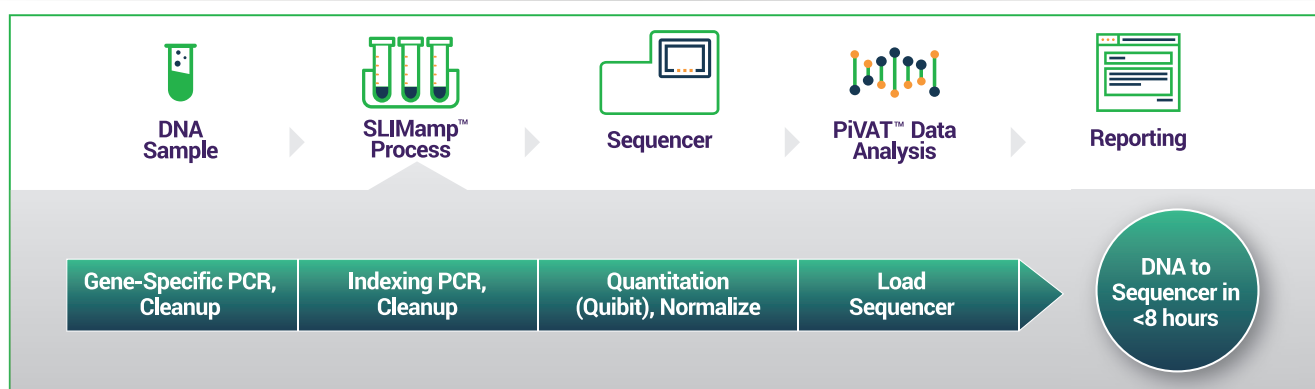 DNA
Sample
SLIMamp™
Process
Sequencer
PiVAT™ Data
Analysis
Reporting
Gene-Specific PCR,
Cleanup
Indexing PCR,
Cleanup
Quantitation
(Quibit), Normalize
Load
Sequencer
DNA to
Sequencer in
<8 hours